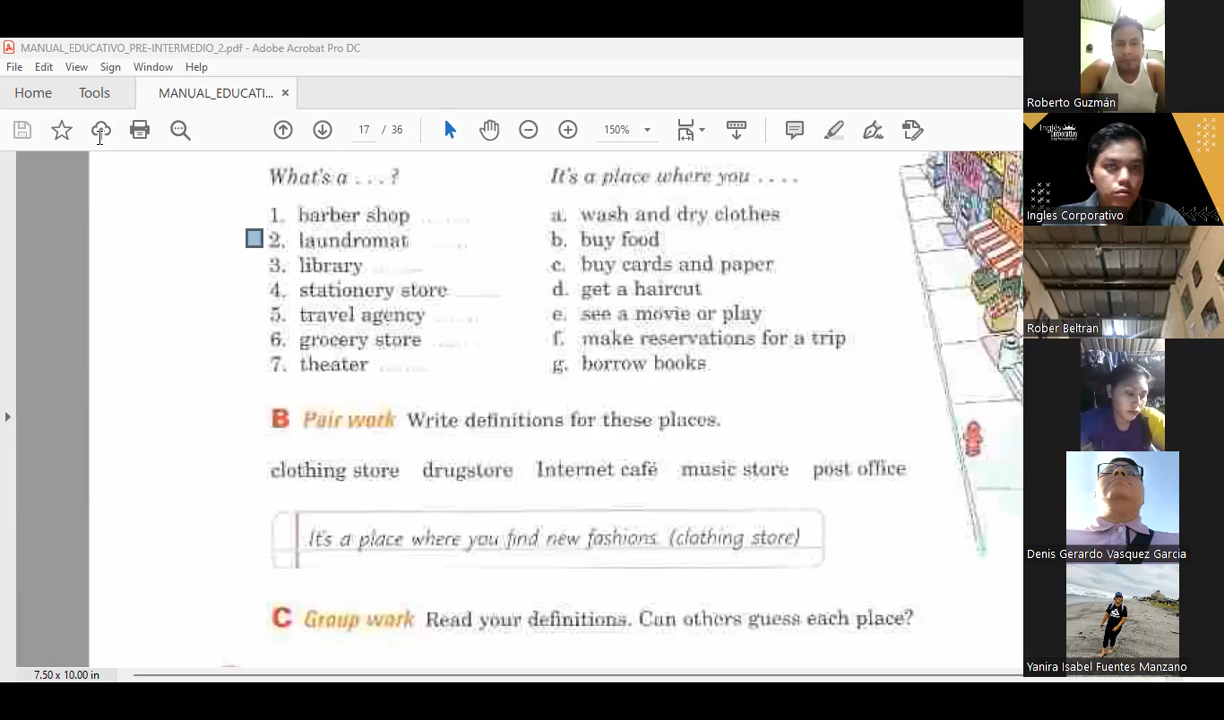 MANUAL_EDUCATIVO_PRE-INTERMEDIO_2.pdf - Adobe Acrobat Pro DC
File Edit View Sign Window Help
Home Tools MANUAL_EDUCATI... ×
17 / 36 150%
What's a . . . ? It's a place where you . . . .
1. barber shop ........ a. wash and dry clothes
2. laundromat ........ b. buy food
3. library ........ c. buy cards and paper
4. stationery store ........ d. get a haircut
5. travel agency ........ e. see a movie or play
6. grocery store ........ f. make reservations for a trip
7. theater ........ g. borrow books
B Pair work Write definitions for these places.
clothing store drugstore Internet café music store post office
It's a place where you find new fashions. (clothing store)
C Group work Read your definitions. Can others guess each place?
7.50 x 10.00 in
Roberto Guzmán
Inglés Corporativo
Ingles Corporativo
Rober Beltran
Denis Gerardo Vasquez Garcia
Yanira Isabel Fuentes Manzano